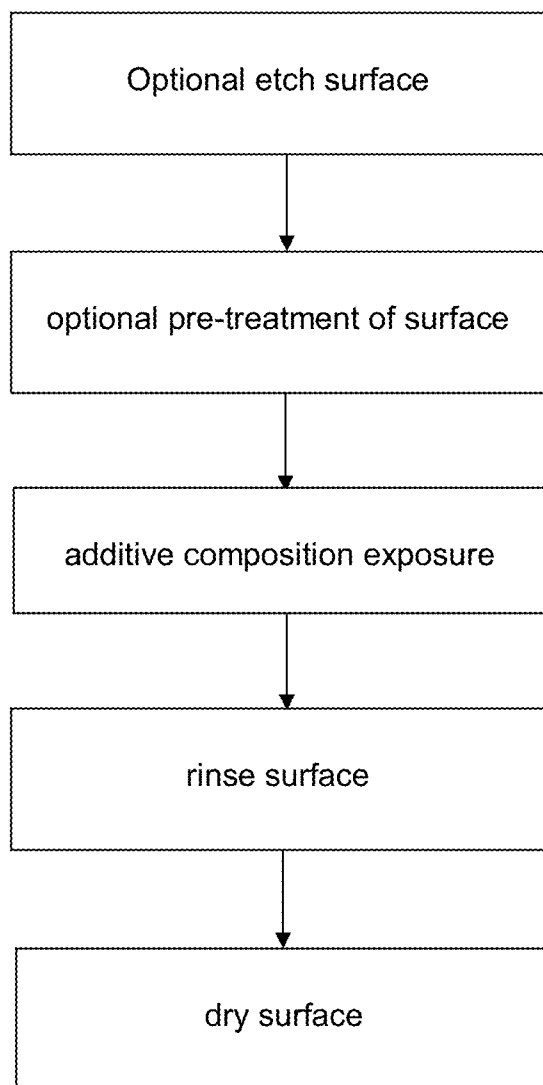 Optional etch surface
optional pre-treatment of surface
additive composition exposure
rinse surface
dry surface